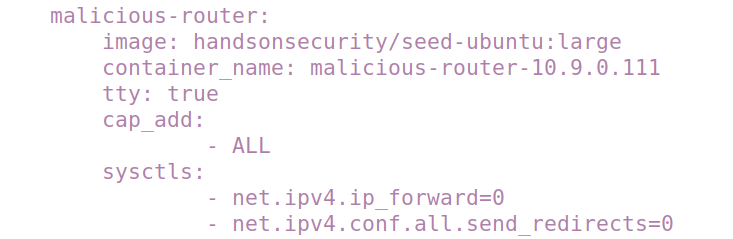 malicious-router:
    image: handsonsecurity/seed-ubuntu:large
    container_name: malicious-router-10.9.0.111
    tty: true
    cap_add:
            - ALL
    sysctls:
            - net.ipv4.ip_forward=0
            - net.ipv4.conf.all.send_redirects=0